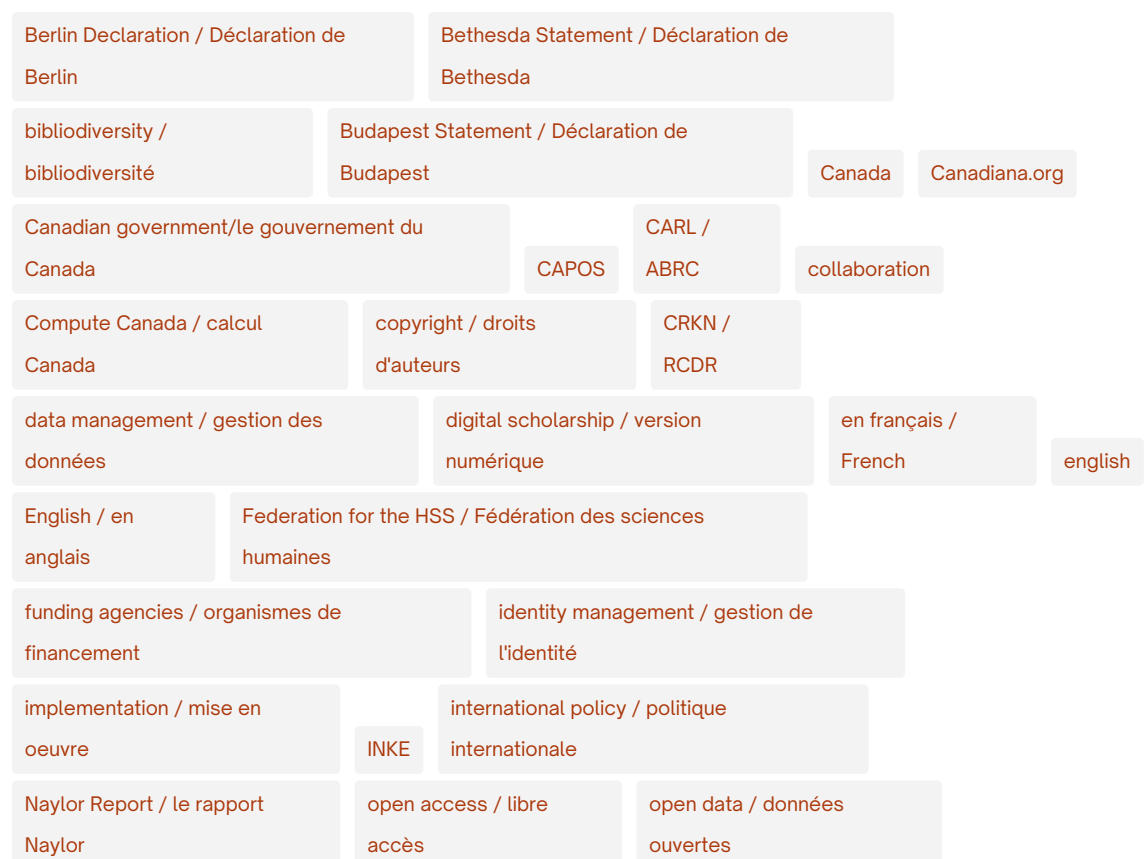 Berlin Declaration / Déclaration de
Berlin
Bethesda Statement / Déclaration de
Bethesda
bibliodiversity /
bibliodiversité
Budapest Statement / Déclaration de
Budapest
Canada
Canadiana.org
Canadian government/le gouvernement du
Canada
CAPOS
CARL /
ABRC
collaboration
Compute Canada / calcul
Canada
copyright / droits
d'auteurs
CRKN /
RCDR
data management / gestion des
données
digital scholarship / version
numérique
en français /
French
english
English / en
anglais
Federation for the HSS / Fédération des sciences
humaines
funding agencies / organismes de
financement
identity management / gestion de
l'identité
implementation / mise en
oeuvre
INKE
international policy / politique
internationale
Naylor Report / le rapport
Naylor
open access / libre
accès
open data / données
ouvertes